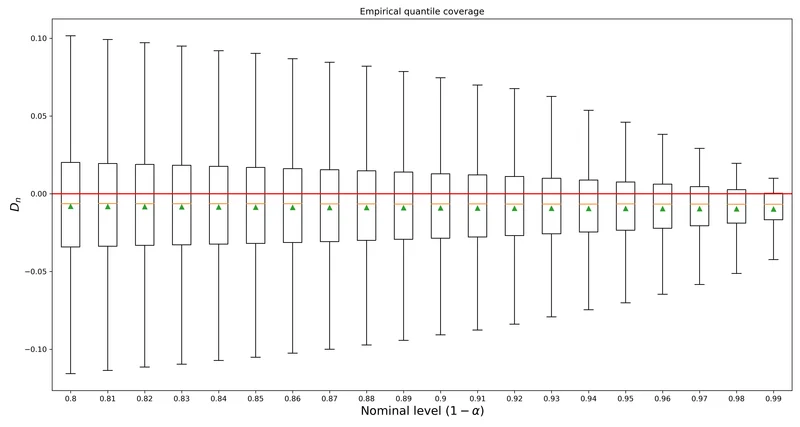 Empirical quantile coverage
0.10
0.05
0.00
−0.05
−0.10
D_n
0.8 0.81 0.82 0.83 0.84 0.85 0.86 0.87 0.88 0.89 0.9 0.91 0.92 0.93 0.94 0.95 0.96 0.97 0.98 0.99
Nominal level (1 − α)